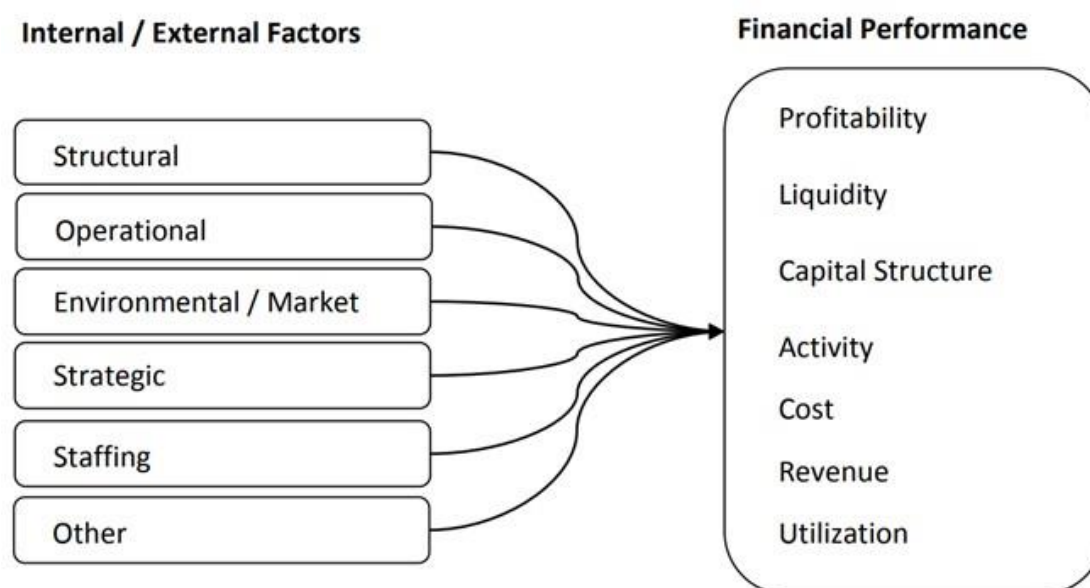 Internal / External Factors
Structural
Operational
Environmental / Market
Strategic
Staffing
Other
Financial Performance
Profitability
Liquidity
Capital Structure
Activity
Cost
Revenue
Utilization